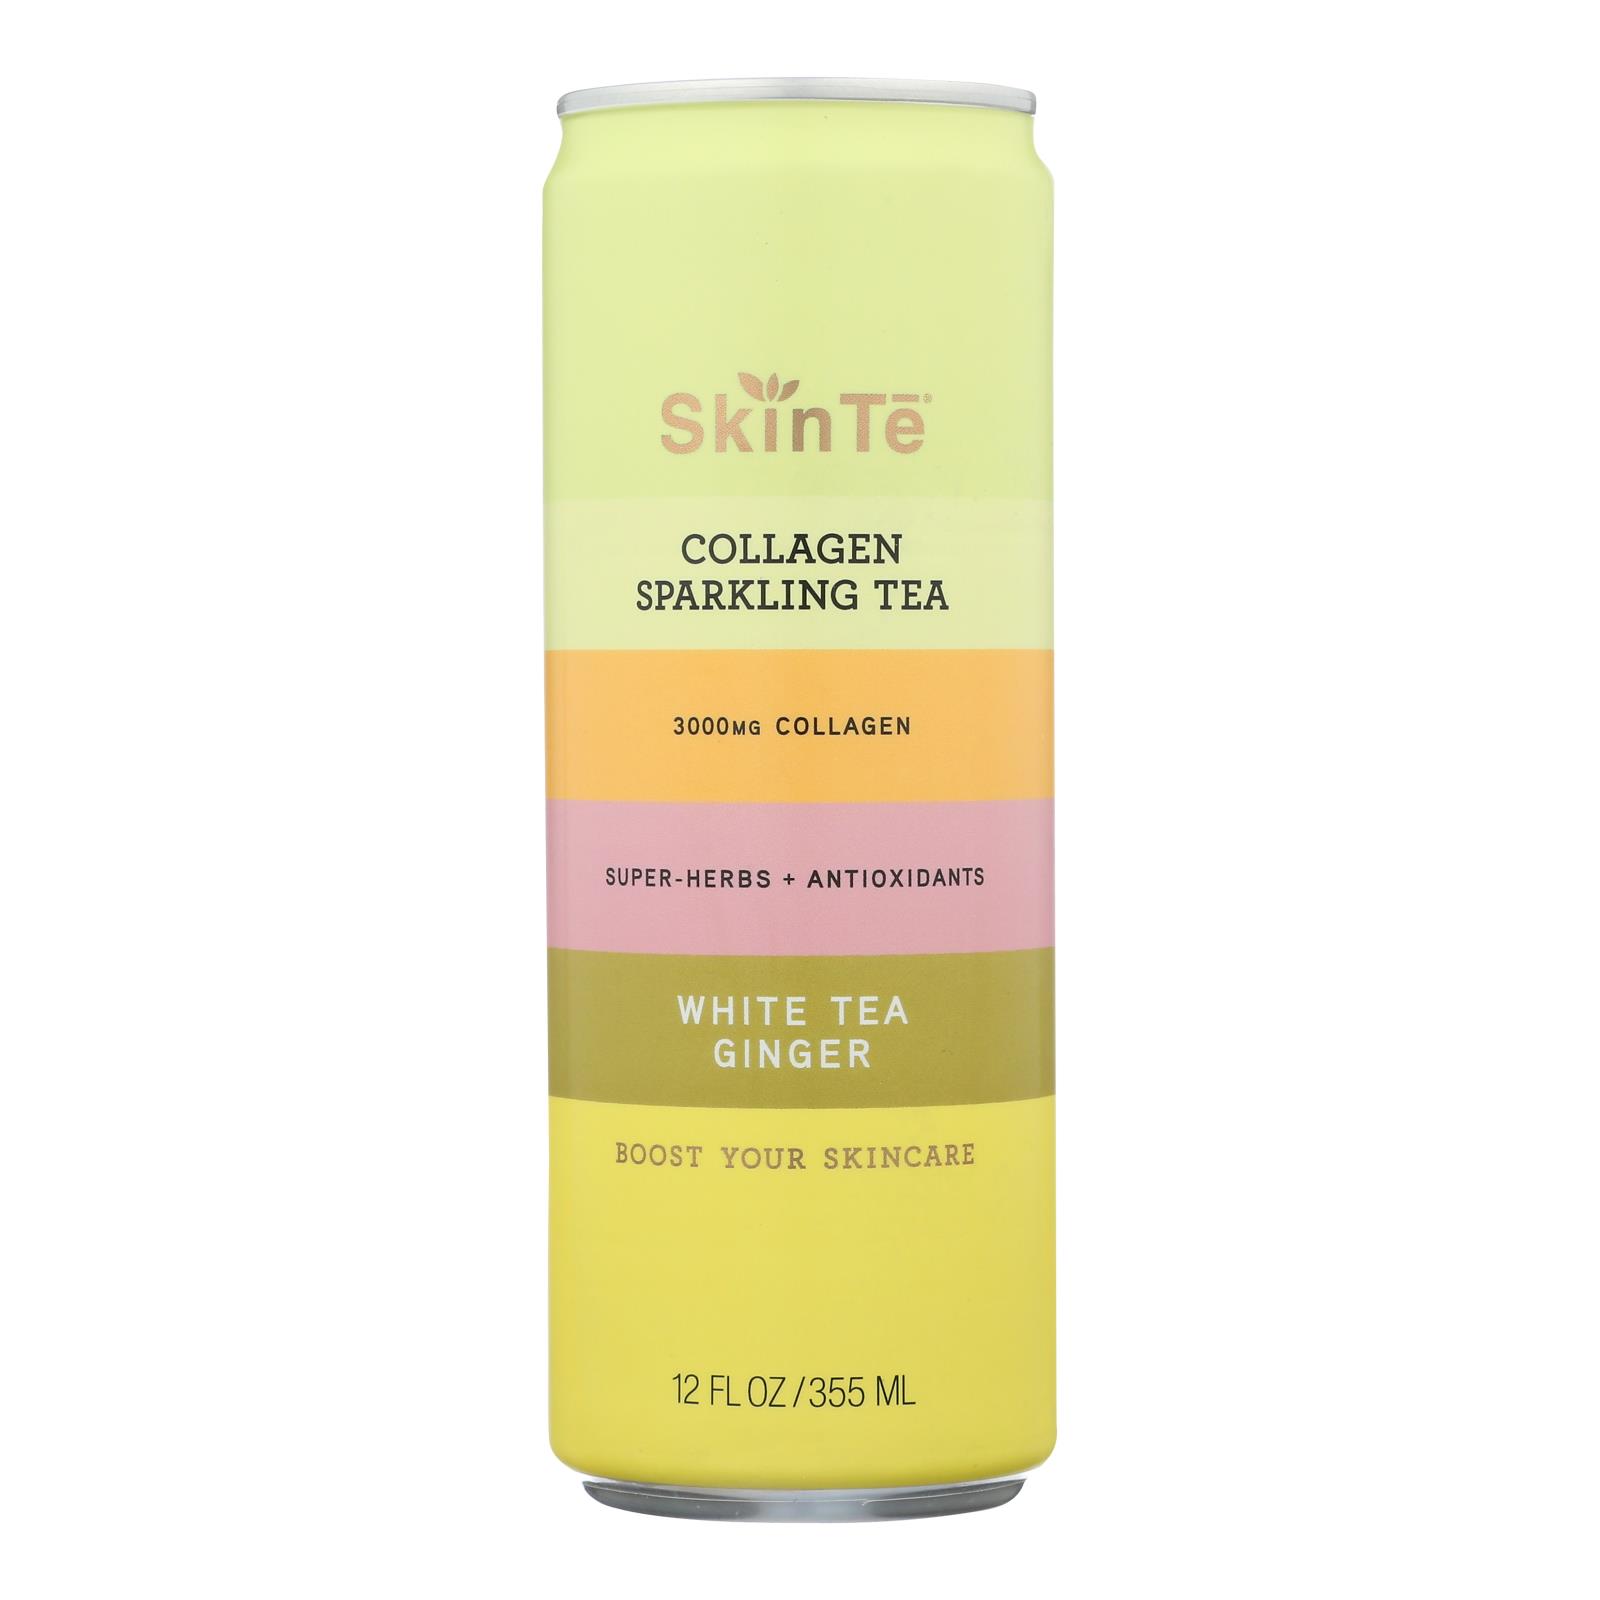 SkinTē®
COLLAGEN
SPARKLING TEA
3000MG COLLAGEN
SUPER-HERBS + ANTIOXIDANTS
WHITE TEA
GINGER
BOOST YOUR SKINCARE
12 FL OZ/355 ML